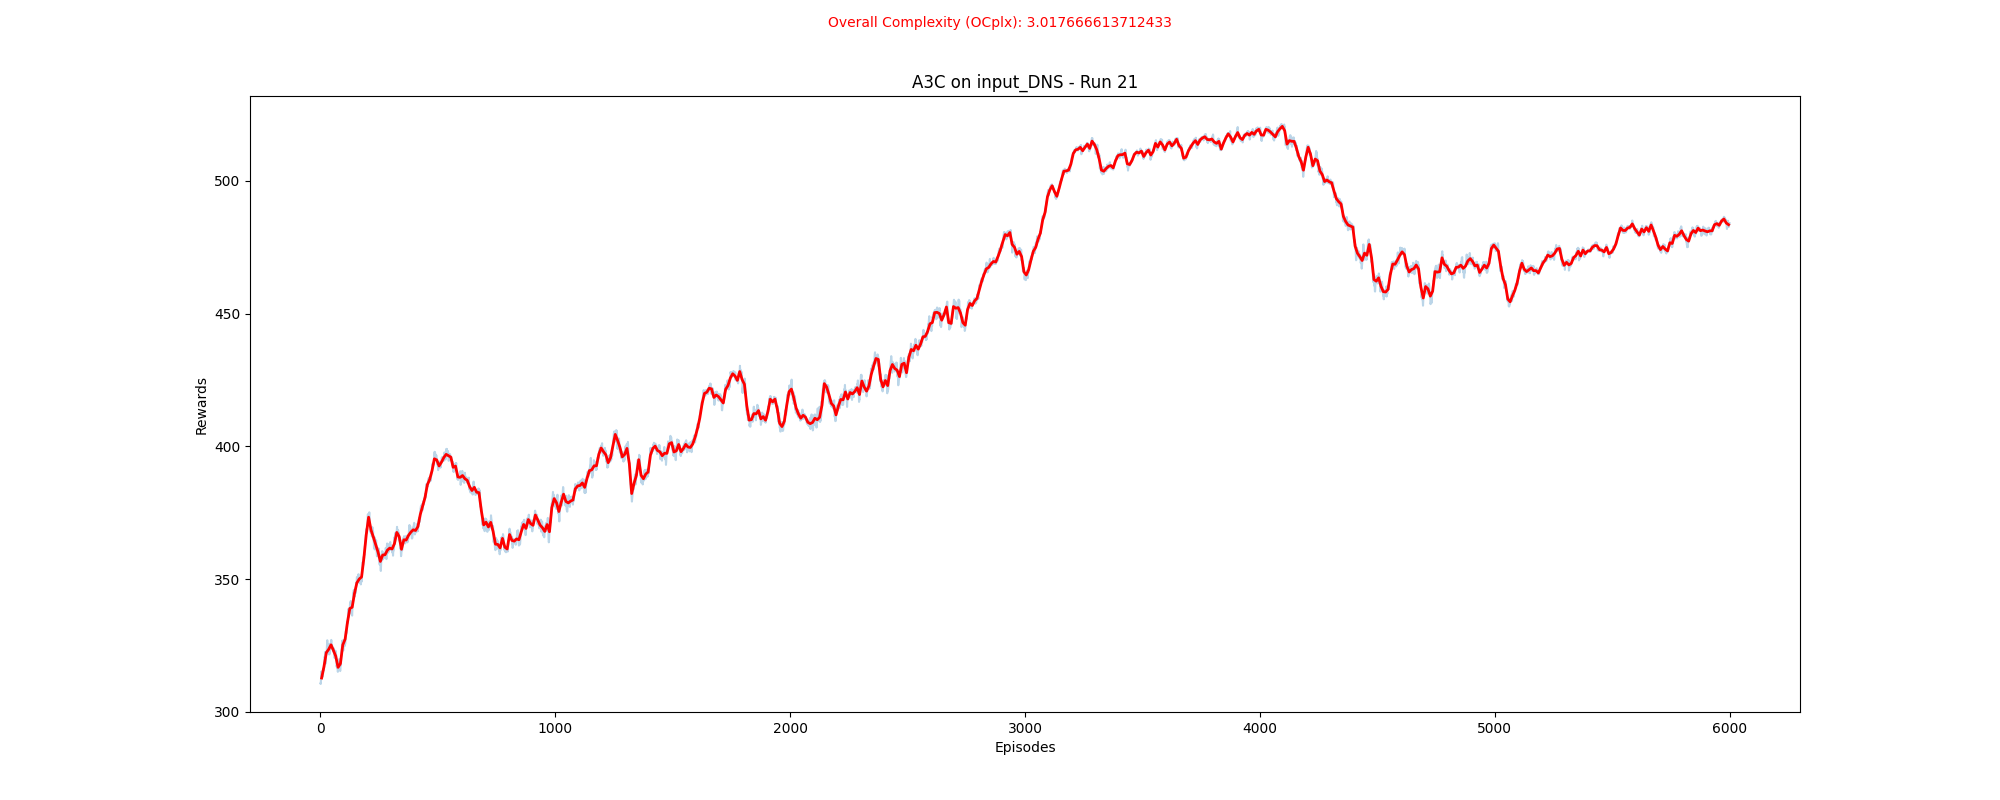 Overall Complexity (OCplx): 3.017666613712433
A3C on input_DNS - Run 21
Rewards
500
450
400
350
300
0 1000 2000 3000 4000 5000 6000
Episodes